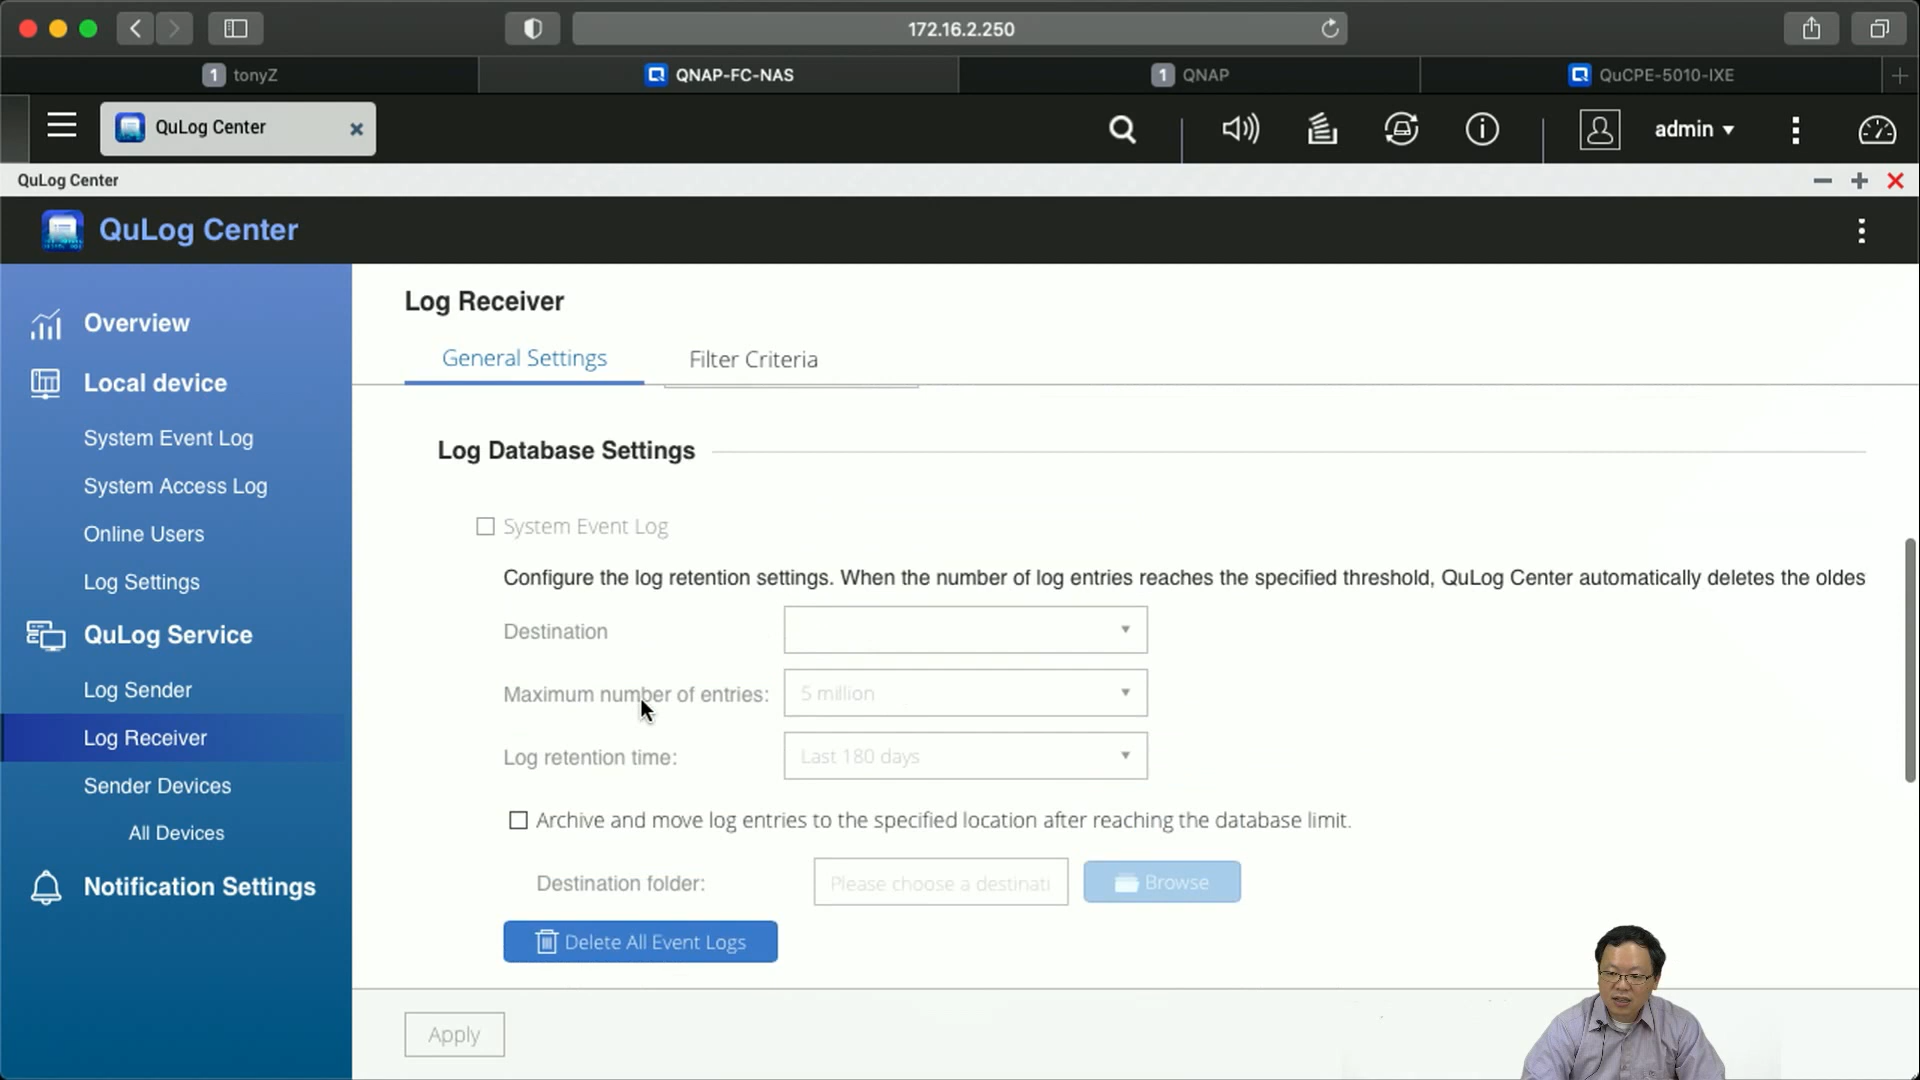 172.16.2.250
1 tonyZ
QNAP-FC-NAS
1 QNAP
QuCPE-5010-IXE
QuLog Center
admin
QuLog Center
QuLog Center
Overview
Local device
System Event Log
System Access Log
Online Users
Log Settings
QuLog Service
Log Sender
Log Receiver
Sender Devices
All Devices
Notification Settings
Log Receiver
General Settings
Filter Criteria
Log Database Settings
System Event Log
Configure the log retention settings. When the number of log entries reaches the specified threshold, QuLog Center automatically deletes the oldes
Destination
Maximum number of entries: 5 million
Log retention time: Last 180 days
Archive and move log entries to the specified location after reaching the database limit.
Destination folder: Please choose a destinati Browse
Delete All Event Logs
Apply